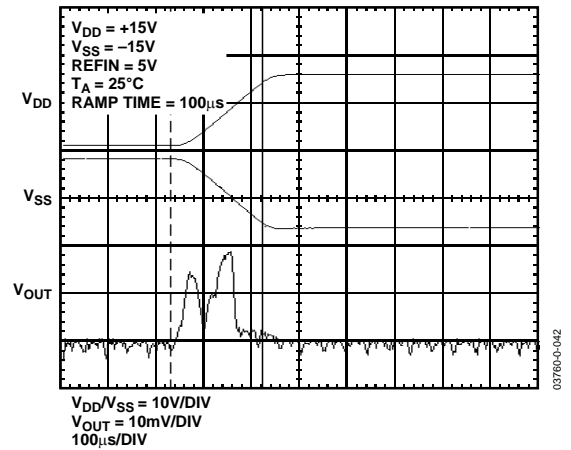 V_DD = +15V
V_SS = –15V
REFIN = 5V
T_A = 25°C
RAMP TIME = 100µs
V_DD
V_SS
V_OUT
V_DD/V_SS = 10V/DIV
V_OUT = 10mV/DIV
100µs/DIV
03760-0-042